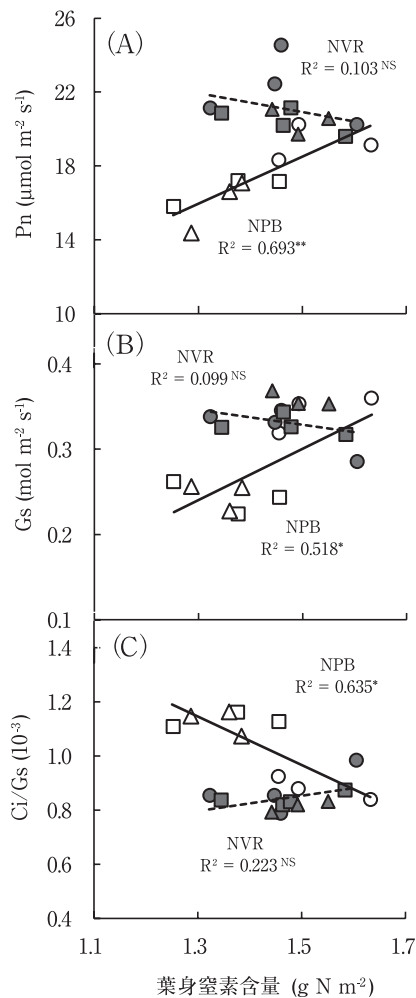 26
(A)
NVR
R² = 0.103 NS
22
18
Pn (μmol m⁻² s⁻¹)
NPB
R² = 0.693**
14
10
(B)
0.4
NVR
R² = 0.099 NS
0.3
Gs (mol m⁻² s⁻¹)
0.2
NPB
R² = 0.518*
0.1
(C)
1.4
NPB
R² = 0.635*
1.2
1.0
Ci/Gs (10⁻³)
0.8
NVR
R² = 0.223 NS
0.6
0.4
1.1 1.3 1.5 1.7
葉身窒素含量 (g N m⁻²)